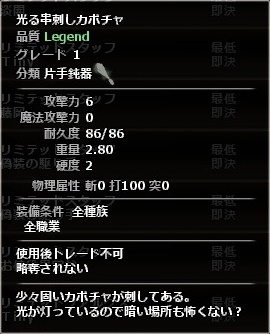 光る串刺しカボチャ
品質 Legend
グレード 1
分類 片手鈍器
攻撃力 6
魔法攻撃力 0
耐久度 86/86
重量 2.80
硬度 2
物理属性 斬0 打100 突0
装備条件 全種族
全職業
使用後トレード不可
略奪されない
少々固いカボチャが刺してある。
光が灯っているので暗い場所も怖くない？